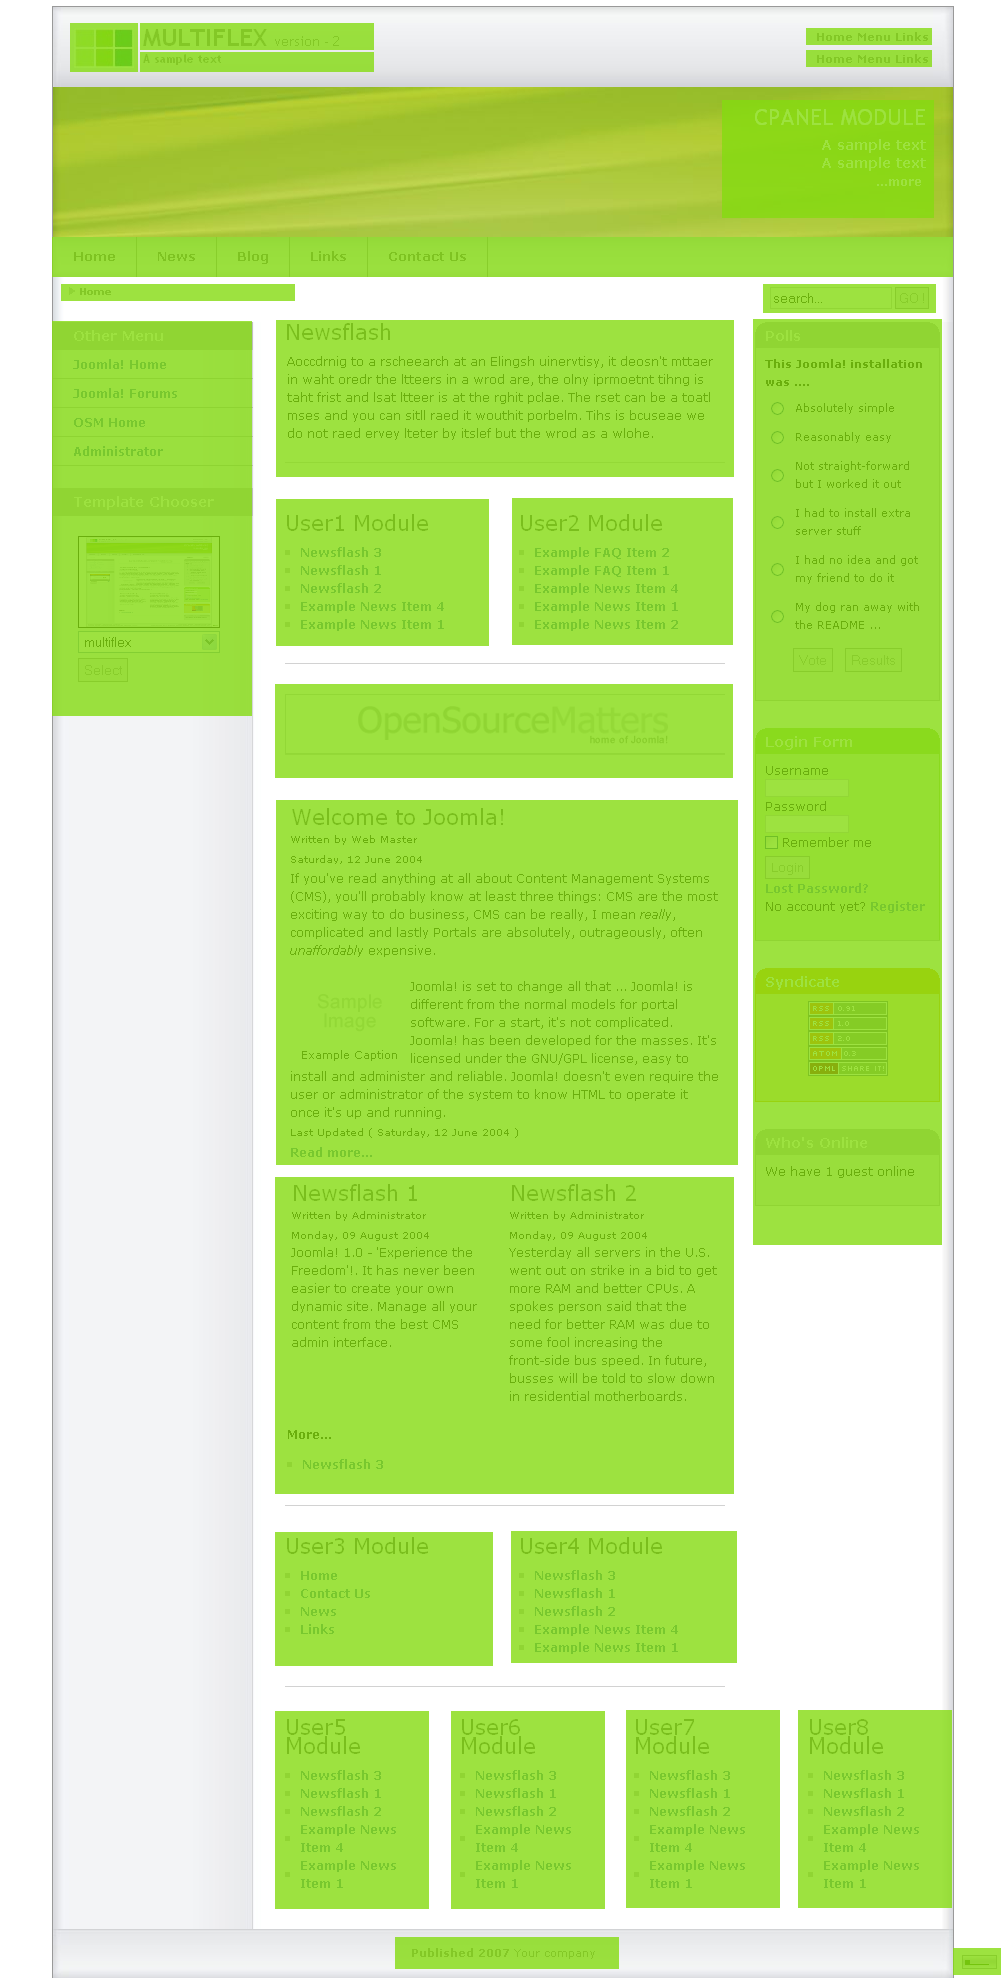 MULTIFLEX version - 2
A sample text
Home Menu Links
Home Menu Links
CPANEL MODULE
A sample text
A sample text
...more
Home News Blog Links Contact Us
Home
search... GO !
Other Menu
Joomla! Home
Joomla! Forums
OSM Home
Administrator
Template Chooser
multiflex
Select
Newsflash
Aoccdrnig to a rscheearch at an Elingsh uinervtisy, it deosn't mttaer
in waht oredr the ltteers in a wrod are, the olny iprmoetnt tihng is
taht frist and lsat ltteer is at the rghit pclae. The rset can be a toatl
mses and you can sitll raed it wouthit porbelm. Tihs is bcuseae we
do not raed ervey lteter by itslef but the wrod as a wlohe.
User1 Module
Newsflash 3
Newsflash 1
Newsflash 2
Example News Item 4
Example News Item 1
User2 Module
Example FAQ Item 2
Example FAQ Item 1
Example News Item 4
Example News Item 1
Example News Item 2
OpenSourceMatters
home of Joomla!
Welcome to Joomla!
Written by Web Master
Saturday, 12 June 2004
If you've read anything at all about Content Management Systems
(CMS), you'll probably know at least three things: CMS are the most
exciting way to do business, CMS can be really, I mean really,
complicated and lastly Portals are absolutely, outrageously, often
unaffordably expensive.
Sample
Image
Example Caption
Joomla! is set to change all that ... Joomla! is
different from the normal models for portal
software. For a start, it's not complicated.
Joomla! has been developed for the masses. It's
licensed under the GNU/GPL license, easy to
install and administer and reliable. Joomla! doesn't even require the
user or administrator of the system to know HTML to operate it
once it's up and running.
Last Updated ( Saturday, 12 June 2004 )
Read more...
Newsflash 1
Written by Administrator
Monday, 09 August 2004
Joomla! 1.0 - 'Experience the
Freedom'!. It has never been
easier to create your own
dynamic site. Manage all your
content from the best CMS
admin interface.
Newsflash 2
Written by Administrator
Monday, 09 August 2004
Yesterday all servers in the U.S.
went out on strike in a bid to get
more RAM and better CPUs. A
spokes person said that the
need for better RAM was due to
some fool increasing the
front-side bus speed. In future,
busses will be told to slow down
in residential motherboards.
More...
Newsflash 3
User3 Module
Home
Contact Us
News
Links
User4 Module
Newsflash 3
Newsflash 1
Newsflash 2
Example News Item 4
Example News Item 1
Polls
This Joomla! installation
was ....
Absolutely simple
Reasonably easy
Not straight-forward
but I worked it out
I had to install extra
server stuff
I had no idea and got
my friend to do it
My dog ran away with
the README ...
Vote Results
Login Form
Username
Password
Remember me
Login
Lost Password?
No account yet? Register
Syndicate
RSS 0.91
RSS 1.0
RSS 2.0
ATOM 0.3
OPML SHARE IT!
Who's Online
We have 1 guest online
User5
Module
Newsflash 3
Newsflash 1
Newsflash 2
Example News
Item 4
Example News
Item 1
User6
Module
Newsflash 3
Newsflash 1
Newsflash 2
Example News
Item 4
Example News
Item 1
User7
Module
Newsflash 3
Newsflash 1
Newsflash 2
Example News
Item 4
Example News
Item 1
User8
Module
Newsflash 3
Newsflash 1
Newsflash 2
Example News
Item 4
Example News
Item 1
Published 2007 Your company